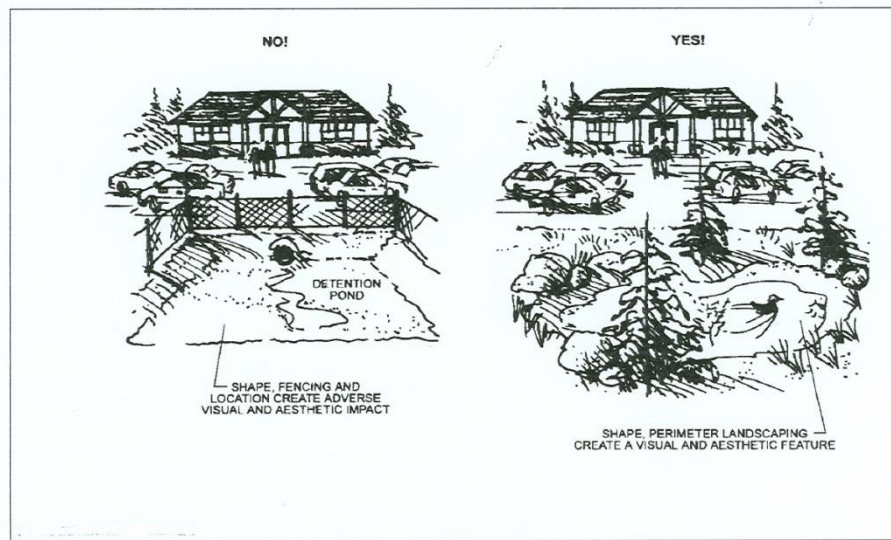 NO!
DETENTION
POND
SHAPE, FENCING AND
LOCATION CREATE ADVERSE
VISUAL AND AESTHETIC IMPACT
YES!
SHAPE, PERIMETER LANDSCAPING
CREATE A VISUAL AND AESTHETIC FEATURE